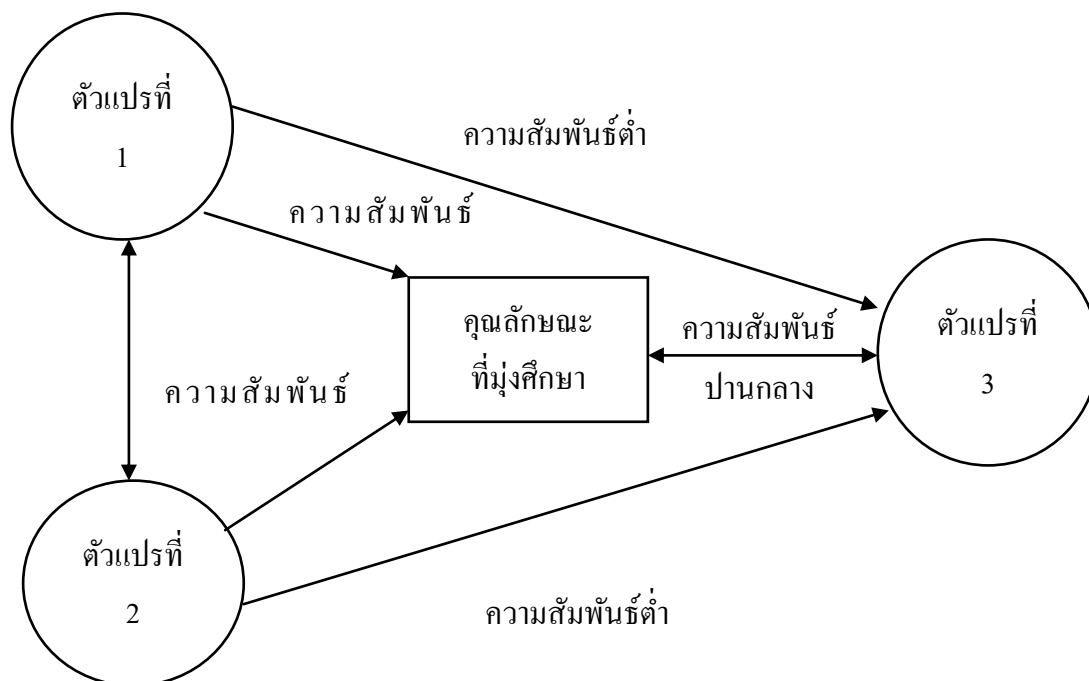 ตัวแปรที่
1
ความสัมพันธ์ต่ำ
ความสัมพันธ์
คุณลักษณะ
ที่มุ่งศึกษา
ความสัมพันธ์
ปานกลาง
ตัวแปรที่
3
ความสัมพันธ์
ตัวแปรที่
2
ความสัมพันธ์ต่ำ